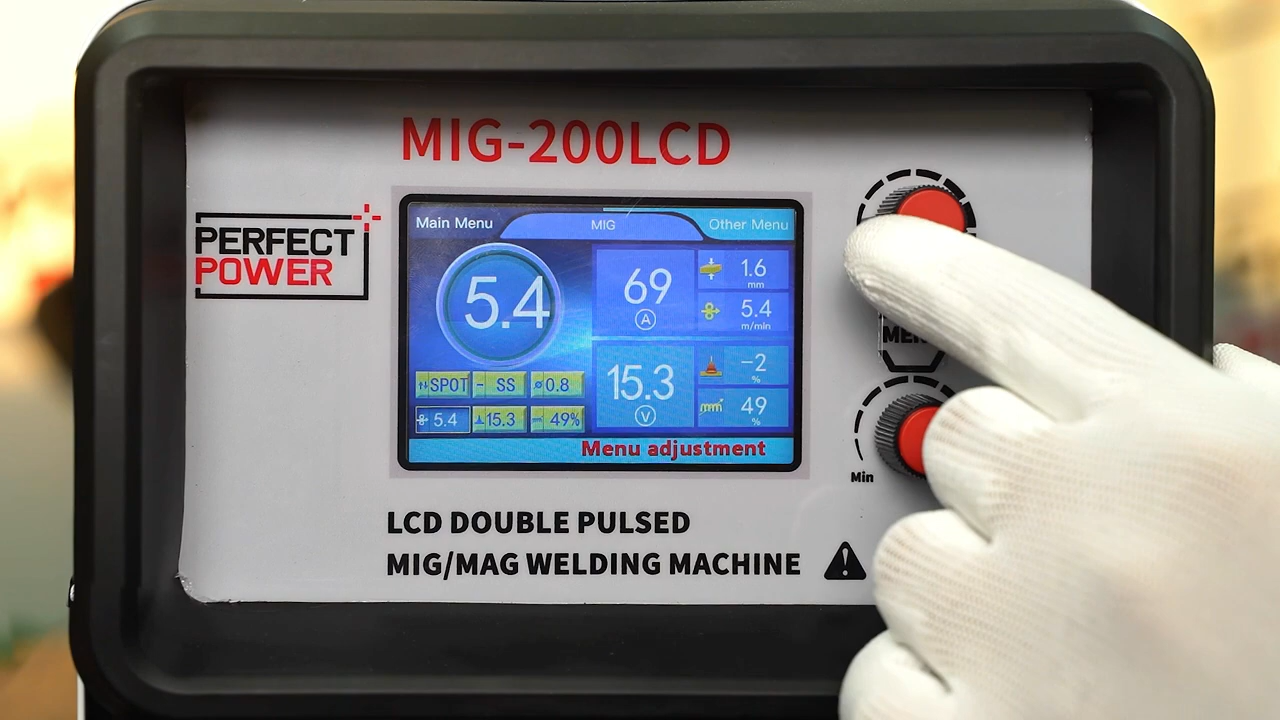 MIG-200LCD
PERFECT
POWER
Main Menu MIG Other Menu
5.4
69
A
1.6
mm
5.4
m/min
15.3
V
-2
%
49
%
SPOT - SS 0.8
5.4 15.3 49%
Menu adjustment
Min
LCD DOUBLE PULSED
MIG/MAG WELDING MACHINE